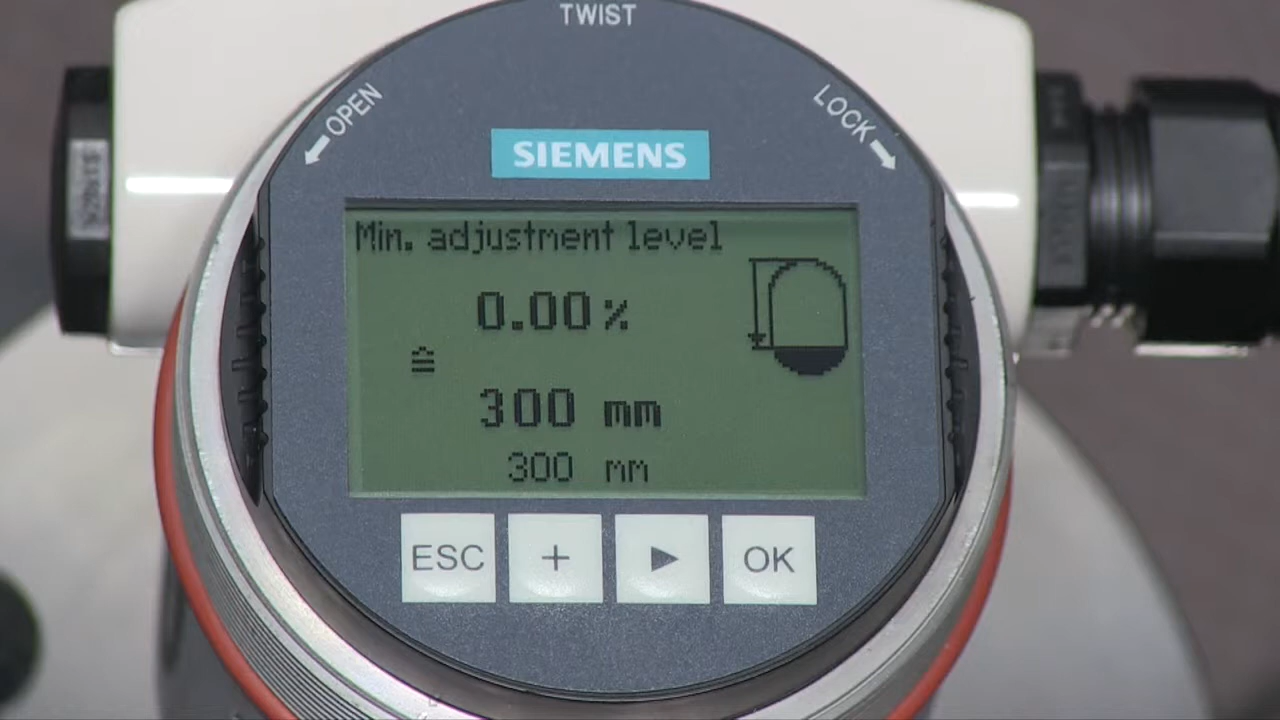 TWIST
OPEN
LOCK
SIEMENS
Min. adjustment level
0.00%
≙
300 mm
300 mm
ESC + ▶ OK